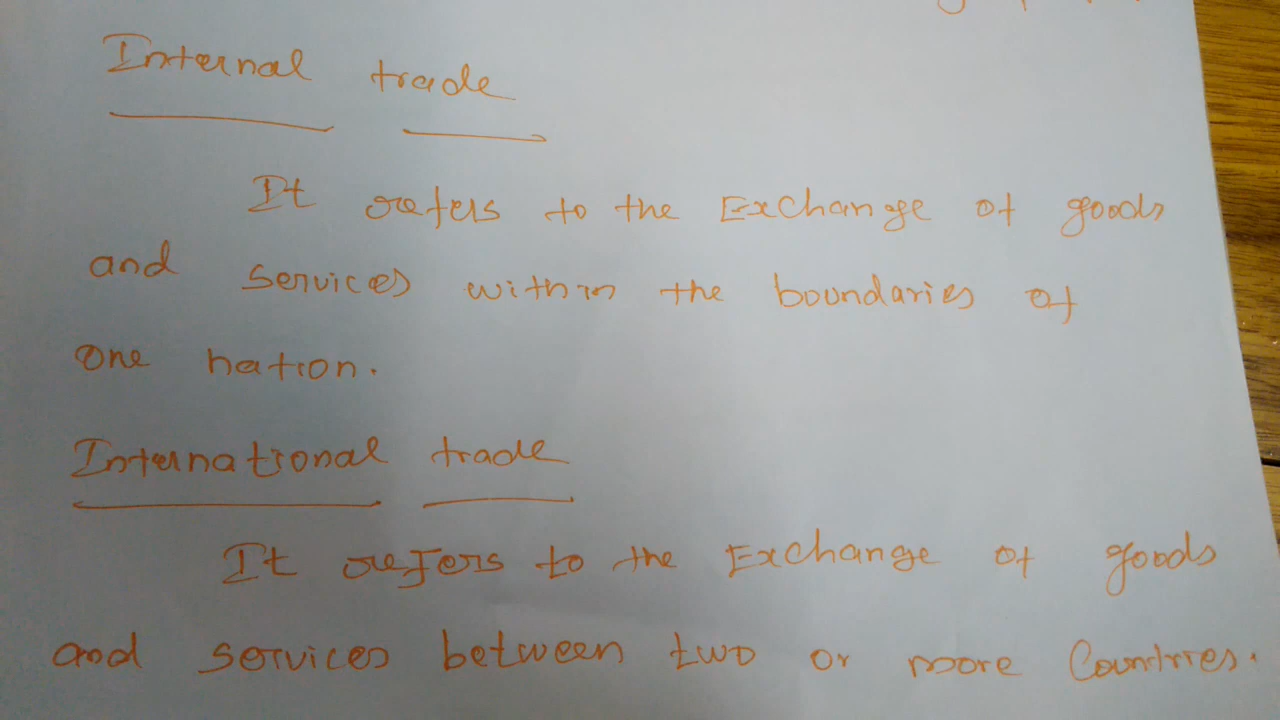 Internal trade
It refers to the Exchange of goods
and services within the boundaries of
one nation.
International trade
It refers to the Exchange of goods
and services between two or more Countries.